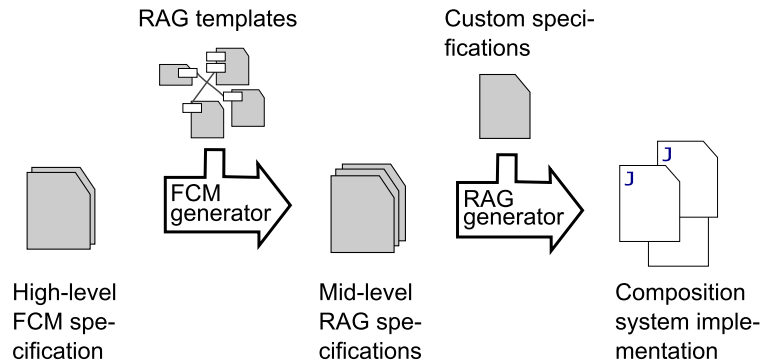 RAG templates
Custom speci-
fications
J
J
FCM
generator
RAG
generator
High-level
FCM spe-
cification
Mid-level
RAG spe-
cifications
Composition
system imple-
mentation